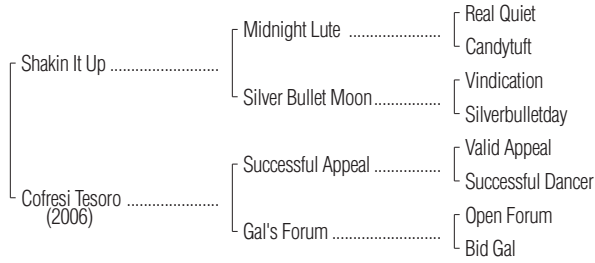 Real Quiet
Midnight Lute ....................
Candytuft
Shakin It Up ........................
Vindication
Silver Bullet Moon...............
Silverbulletday
Valid Appeal
Successful Appeal ...............
Successful Dancer
Cofresi Tesoro ....................
(2006)
Open Forum
Gal's Forum ........................
Bid Gal